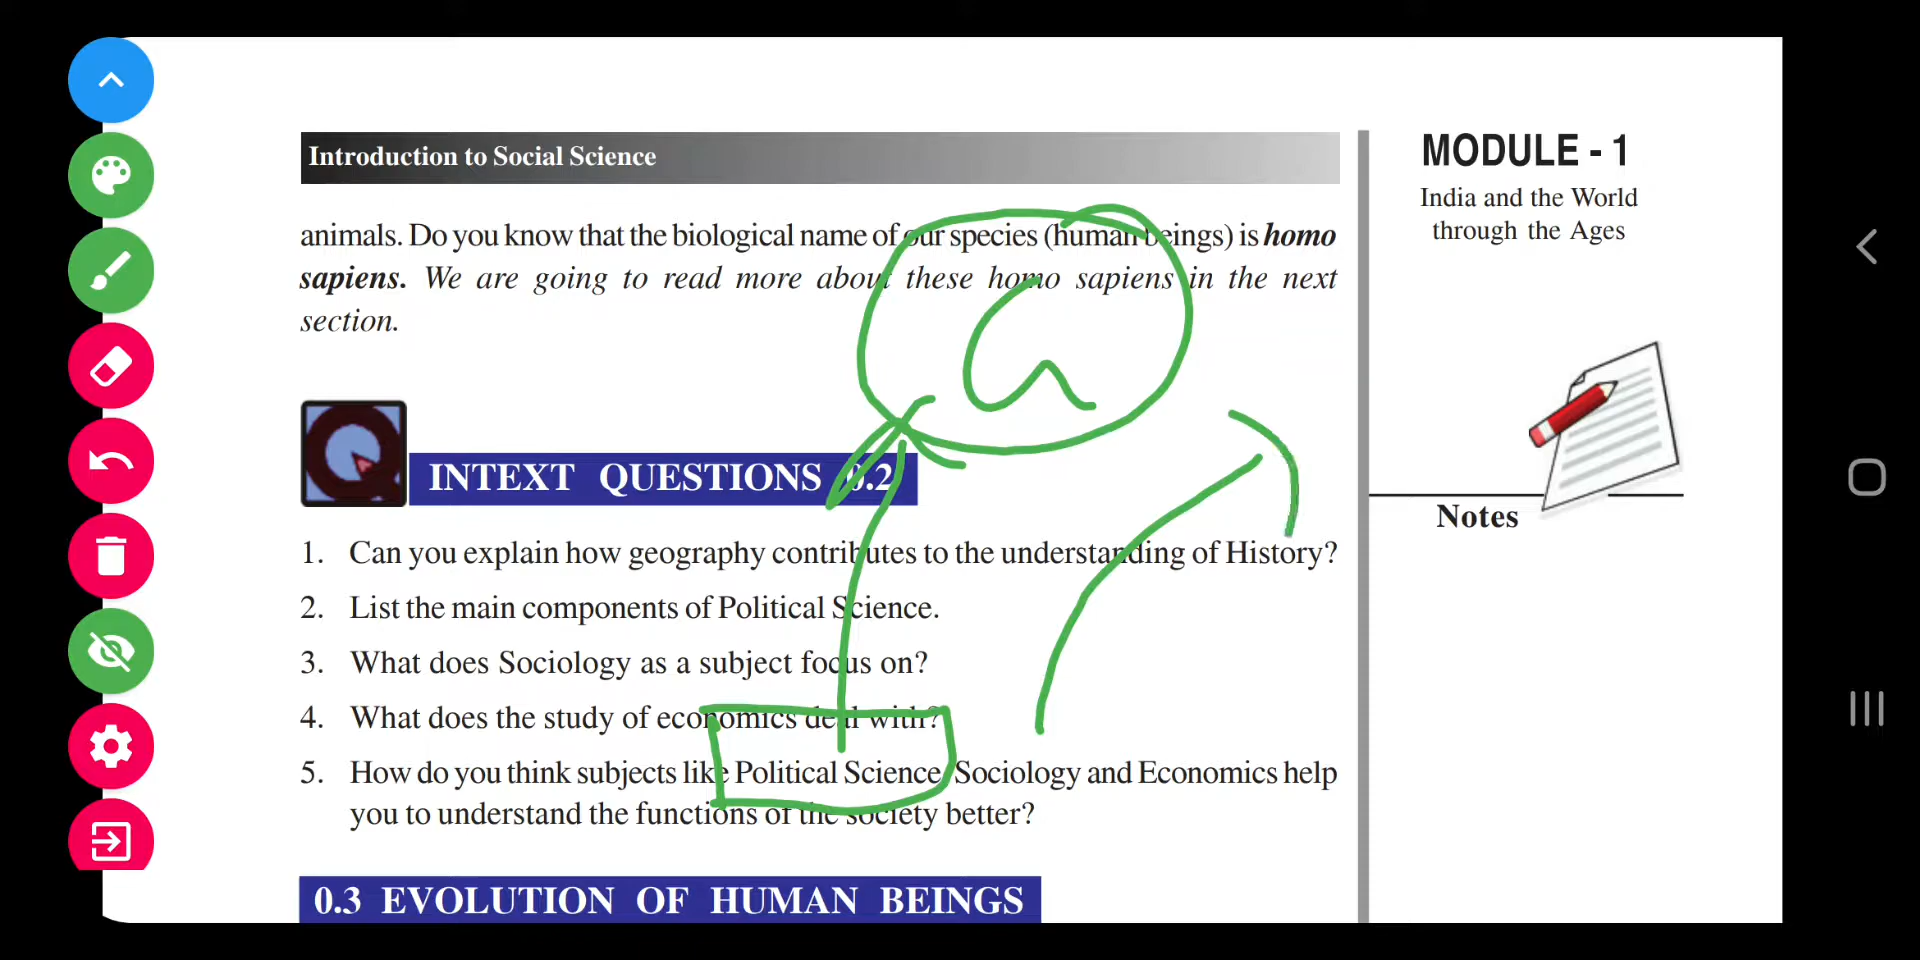 Introduction to Social Science
animals. Do you know that the biological name of our species (human beings) is homo
sapiens. We are going to read more about these homo sapiens in the next
section.
INTEXT QUESTIONS 0.2
1. Can you explain how geography contributes to the understanding of History?
2. List the main components of Political Science.
3. What does Sociology as a subject focus on?
4. What does the study of economics deal with?
5. How do you think subjects like Political Science, Sociology and Economics help
you to understand the functions of the society better?
0.3 EVOLUTION OF HUMAN BEINGS
MODULE - 1
India and the World
through the Ages
Notes